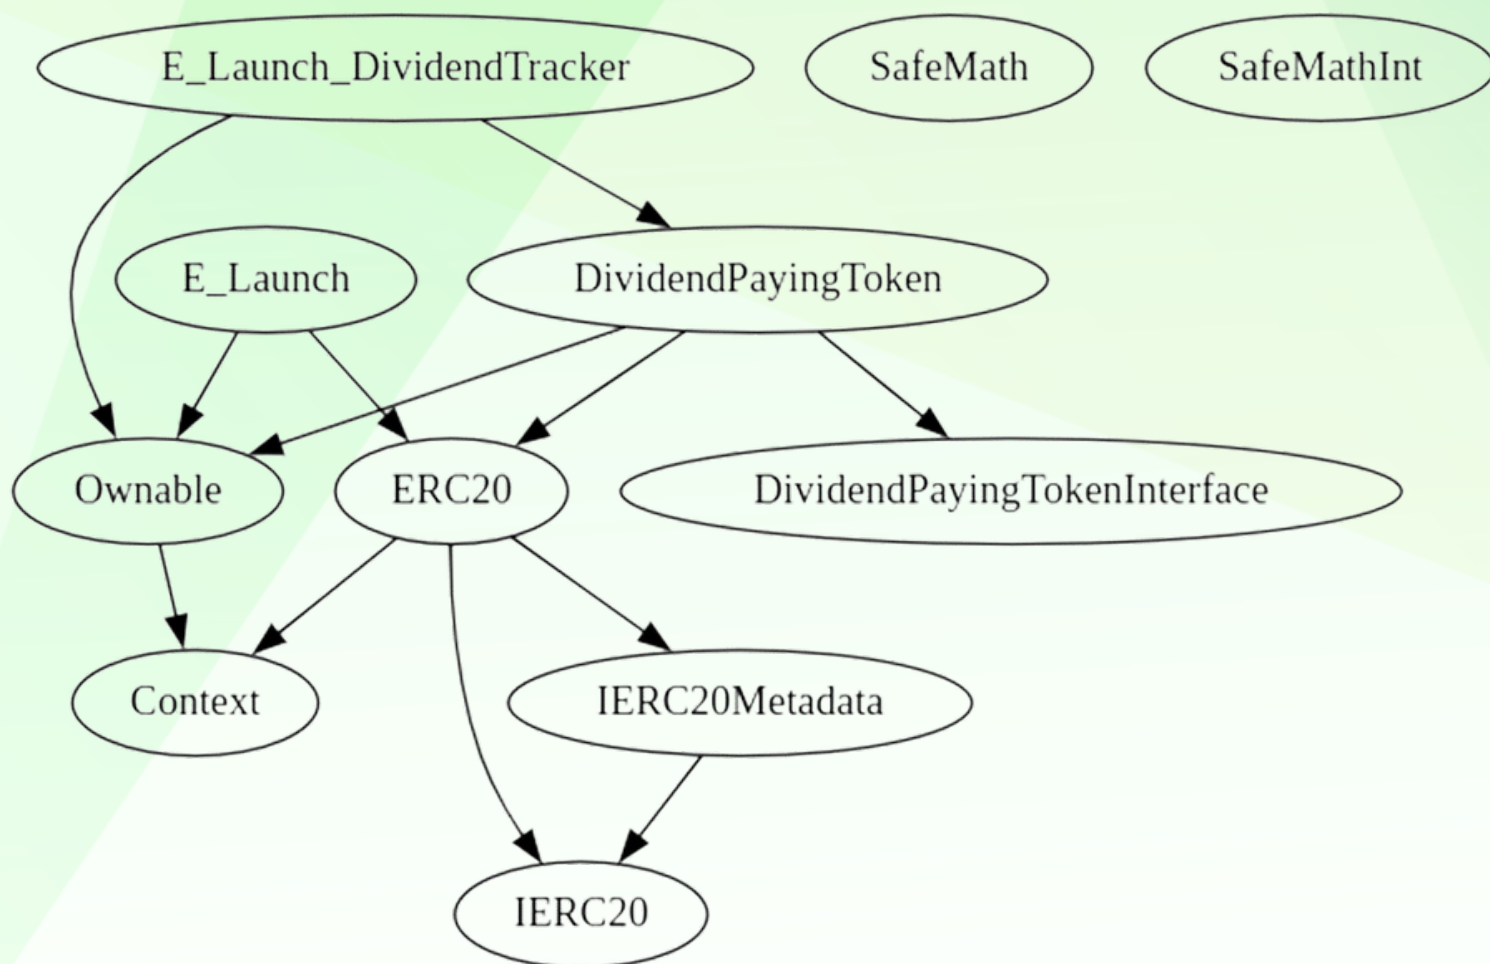 E_Launch_DividendTracker
SafeMath
SafeMathInt
E_Launch
DividendPayingToken
Ownable
ERC20
DividendPayingTokenInterface
Context
IERC20Metadata
IERC20